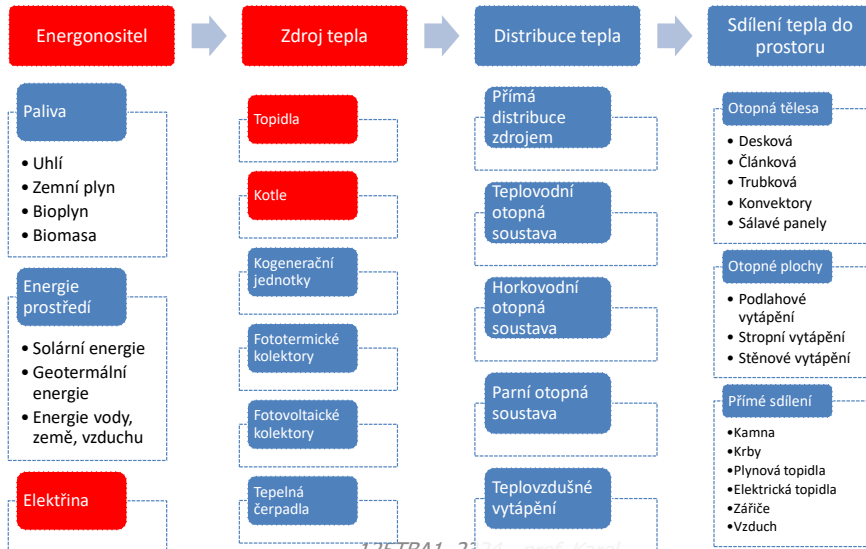 Energonositel
Zdroj tepla
Distribuce tepla
Sdílení tepla do
prostoru
Paliva
• Uhlí
• Zemní plyn
• Bioplyn
• Biomasa
Energie
prostředí
• Solární energie
• Geotermální
energie
• Energie vody,
země, vzduchu
Elektřina
Topidla
Kotle
Kogenerační
jednotky
Fototermické
kolektory
Fotovoltaické
kolektory
Tepelná
čerpadla
Přímá
distribuce
zdrojem
Teplovodní
otopná
soustava
Horkovodní
otopná
soustava
Parní otopná
soustava
Teplovzdušné
vytápění
Otopná tělesa
• Desková
• Článková
• Trubková
• Konvektory
• Sálavé panely
Otopné plochy
• Podlahové
vytápění
• Stropní vytápění
• Stěnové vytápění
Přímé sdílení
•Kamna
•Krby
•Plynová topidla
•Elektrická topidla
•Zářiče
•Vzduch
prof. Karel